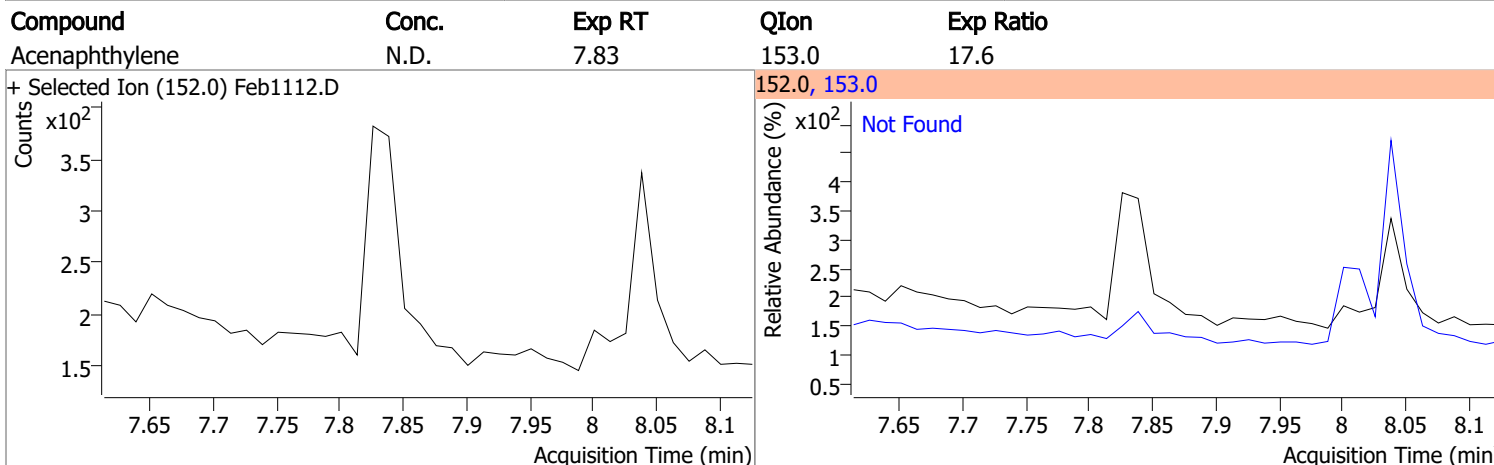 Compound Conc. Exp RT QIon Exp Ratio
Acenaphthylene N.D. 7.83 153.0 17.6
+ Selected Ion (152.0) Feb1112.D
Counts
x10²
3.5
3
2.5
2
1.5
7.65 7.7 7.75 7.8 7.85 7.9 7.95 8 8.05 8.1
Acquisition Time (min)
152.0, 153.0
Relative Abundance (%)
x10²
Not Found
4
3.5
3
2.5
2
1.5
1
0.5
7.65 7.7 7.75 7.8 7.85 7.9 7.95 8 8.05 8.1
Acquisition Time (min